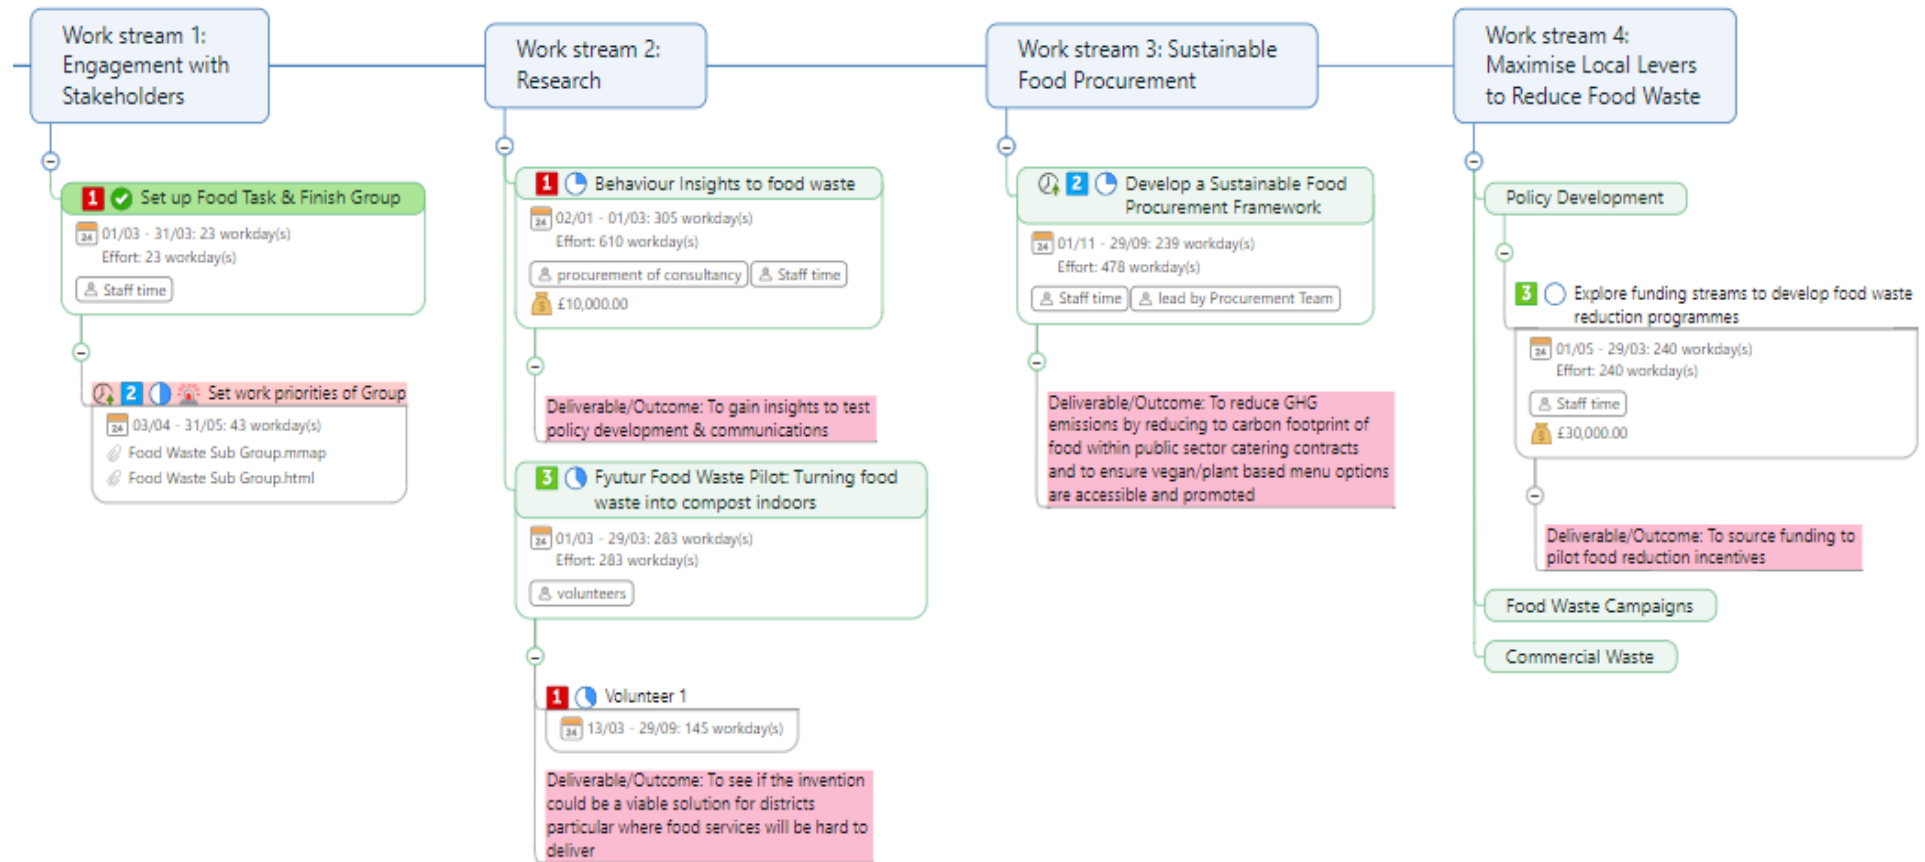 Work stream 1:
Engagement with
Stakeholders
1 Set up Food Task & Finish Group
24 01/03 - 31/03: 23 workday(s)
Effort: 23 workday(s)
Staff time
2 Set work priorities of Group
24 03/04 - 31/05: 43 workday(s)
Food Waste Sub Group.mmap
Food Waste Sub Group.html
Work stream 2:
Research
1 Behaviour Insights to food waste
24 02/01 - 01/03: 305 workday(s)
Effort: 610 workday(s)
procurement of consultancy Staff time
$ £10,000.00
Deliverable/Outcome: To gain insights to test
policy development & communications
3 Fyutur Food Waste Pilot: Turning food
waste into compost indoors
24 01/03 - 29/03: 283 workday(s)
Effort: 283 workday(s)
volunteers
1 Volunteer 1
24 13/03 - 29/09: 145 workday(s)
Deliverable/Outcome: To see if the invention
could be a viable solution for districts
particular where food services will be hard to
deliver
Work stream 3: Sustainable
Food Procurement
2 Develop a Sustainable Food
Procurement Framework
24 01/11 - 29/09: 239 workday(s)
Effort: 478 workday(s)
Staff time lead by Procurement Team
Deliverable/Outcome: To reduce GHG
emissions by reducing to carbon footprint of
food within public sector catering contracts
and to ensure vegan/plant based menu options
are accessible and promoted
Work stream 4:
Maximise Local Levers
to Reduce Food Waste
Policy Development
3 Explore funding streams to develop food waste
reduction programmes
24 01/05 - 29/03: 240 workday(s)
Effort: 240 workday(s)
Staff time
$ £30,000.00
Deliverable/Outcome: To source funding to
pilot food reduction incentives
Food Waste Campaigns
Commercial Waste